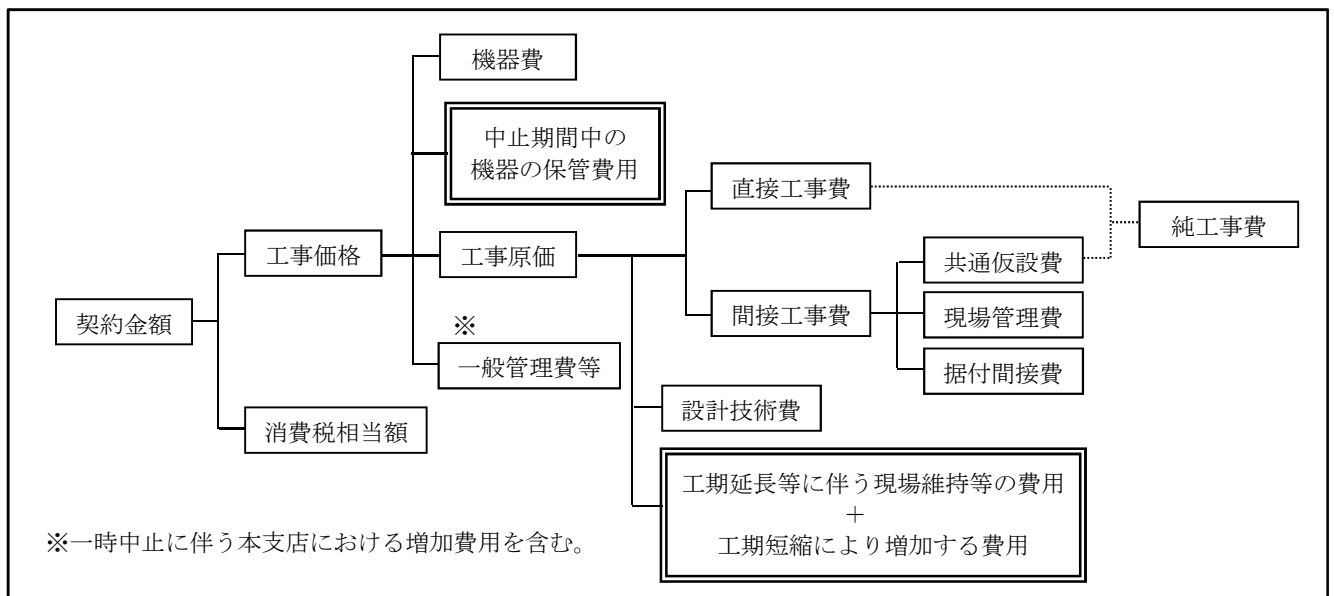 機器費
中止期間中の
機器の保管費用
直接工事費
純工事費
工事価格
工事原価
共通仮設費
契約金額
間接工事費
現場管理費
※
一般管理費等
据付間接費
設計技術費
消費税相当額
工期延長等に伴う現場維持等の費用
+
工期短縮により増加する費用
※一時中止に伴う本支店における増加費用を含む。